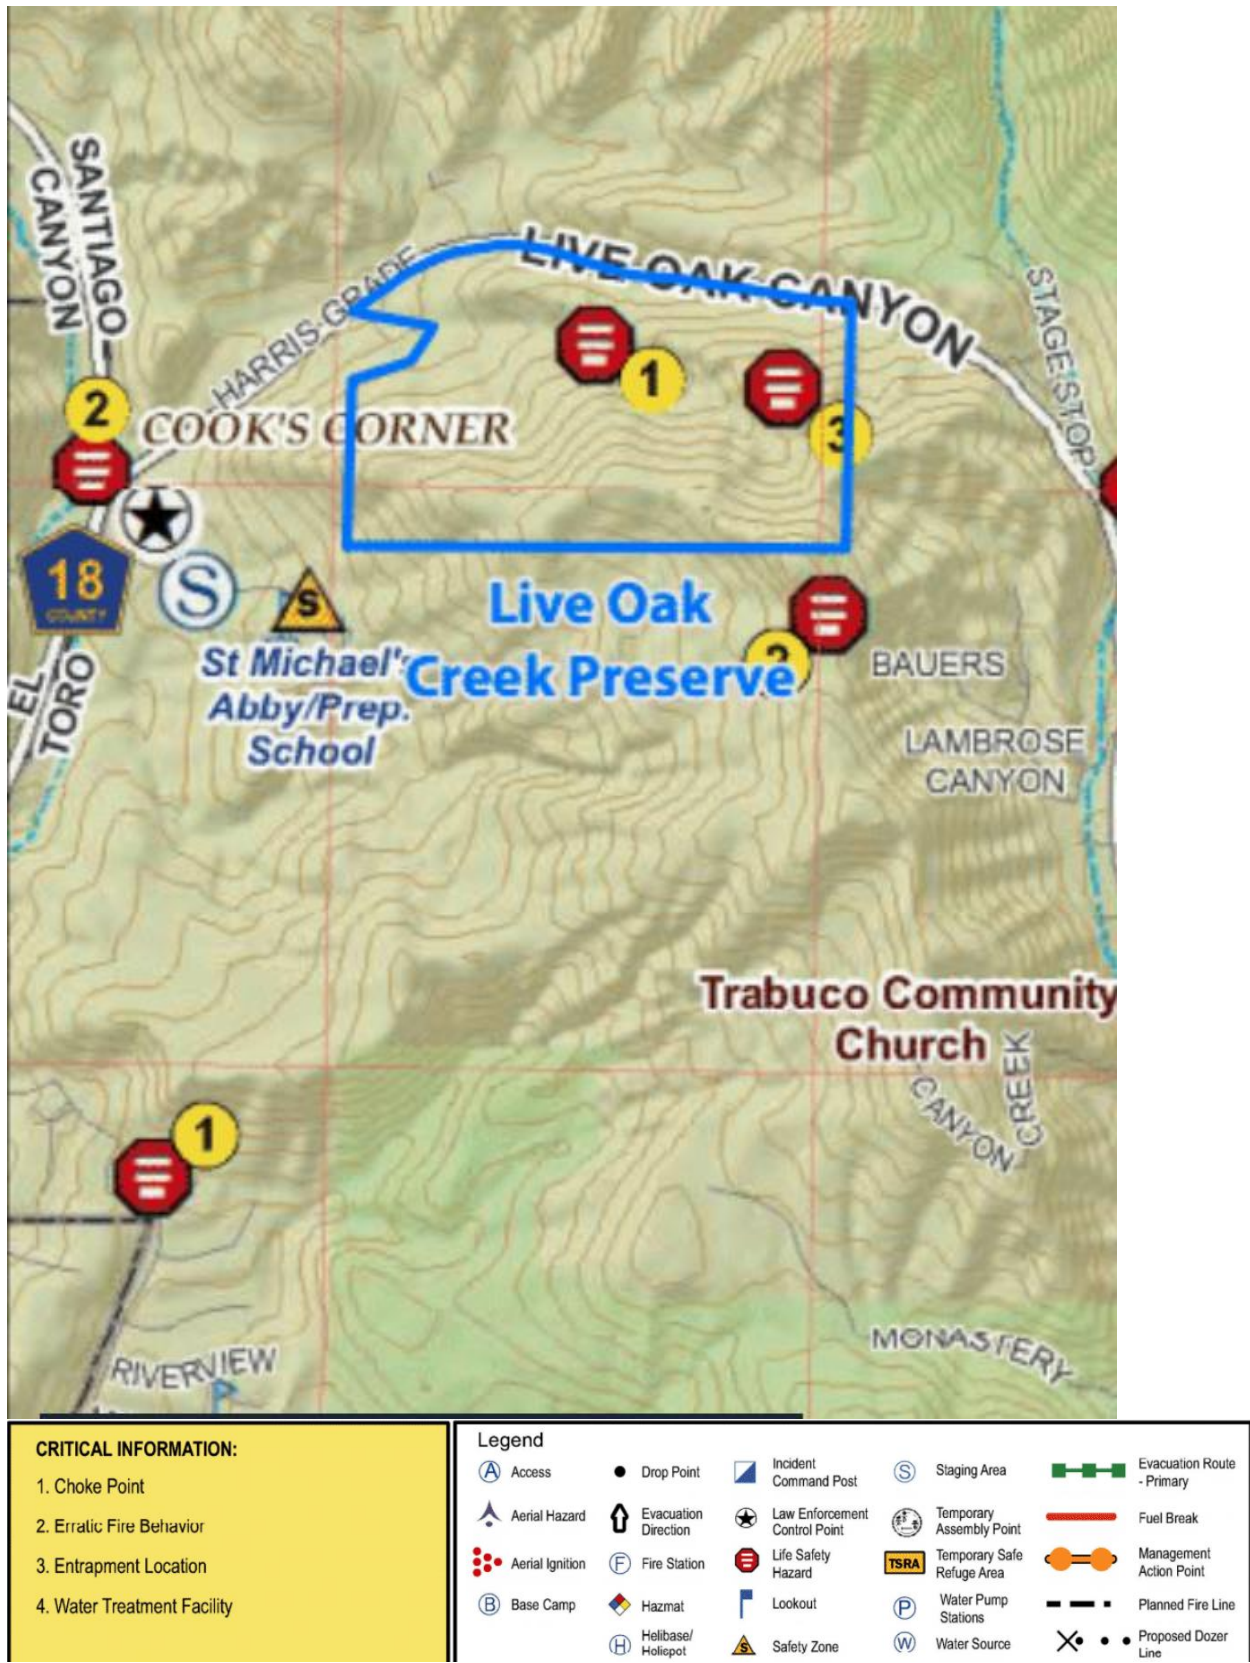 SANTIAGO
CANYON
LIVE OAK CANYON
HARRIS GRADE
STAGESTOP
1
2
3
COOK'S CORNER
18
COUNTY
S
S
Live Oak
Creek Preserve
2
St Michael's
Abby/Prep.
School
BAUERS
EL
TORO
LAMBROSE
CANYON
Trabuco Community
Church
CANYON
CREEK
1
MONASTERY
RIVERVIEW
CRITICAL INFORMATION:
1. Choke Point
2. Erratic Fire Behavior
3. Entrapment Location
4. Water Treatment Facility
Legend
A Access
Drop Point
Incident
Command Post
S Staging Area
Evacuation Route
- Primary
Aerial Hazard
Evacuation
Direction
Law Enforcement
Control Point
Temporary
Assembly Point
Fuel Break
Aerial Ignition
F Fire Station
Life Safety
Hazard
TSRA Temporary Safe
Refuge Area
Management
Action Point
B Base Camp
Hazmat
Lookout
P Water Pump
Stations
Planned Fire Line
H Helibase/
Helispot
S Safety Zone
W Water Source
Proposed Dozer
Line